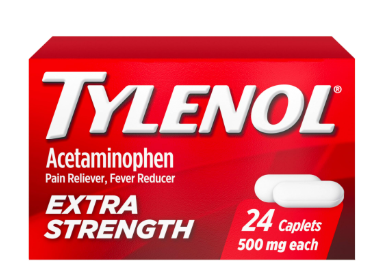 TYLENOL®
Acetaminophen
Pain Reliever, Fever Reducer
EXTRA
STRENGTH
24 Caplets
500 mg each